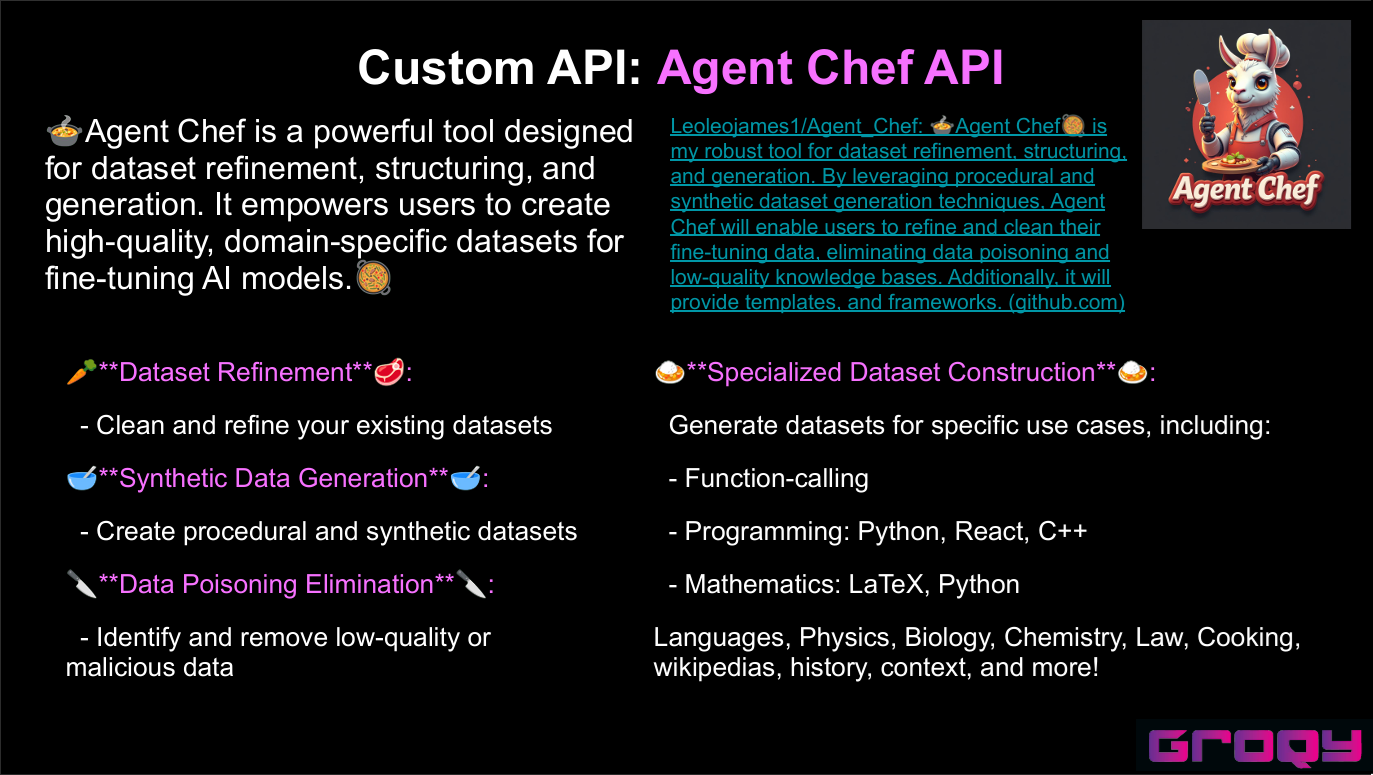 Custom API: Agent Chef API
🍲Agent Chef is a powerful tool designed
for dataset refinement, structuring, and
generation. It empowers users to create
high-quality, domain-specific datasets for
fine-tuning AI models.🥘
Leoleojames1/Agent_Chef: 🍲Agent Chef🥘 is
my robust tool for dataset refinement, structuring,
and generation. By leveraging procedural and
synthetic dataset generation techniques, Agent
Chef will enable users to refine and clean their
fine-tuning data, eliminating data poisoning and
low-quality knowledge bases. Additionally, it will
provide templates, and frameworks. (github.com)
Agent Chef
🥕**Dataset Refinement**🥩:
- Clean and refine your existing datasets
🥣**Synthetic Data Generation**🥣:
- Create procedural and synthetic datasets
🔪**Data Poisoning Elimination**🔪:
- Identify and remove low-quality or
malicious data
🍛**Specialized Dataset Construction**🍛:
Generate datasets for specific use cases, including:
- Function-calling
- Programming: Python, React, C++
- Mathematics: LaTeX, Python
Languages, Physics, Biology, Chemistry, Law, Cooking,
wikipedias, history, context, and more!
GROQY